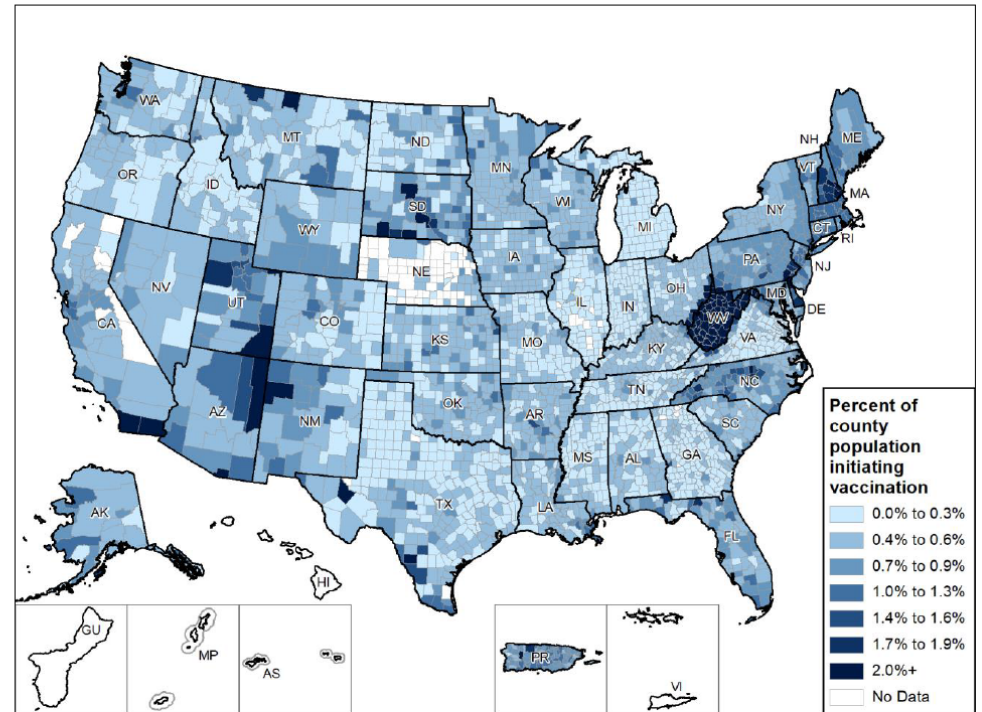 WA
MT
ND
MN
OR
ID
SD
WI
WY
MI
NH
VT
ME
MA
NY
CT
RI
IA
NE
PA
NJ
NV
UT
CO
IL
IN
OH
MD
DE
WV
VA
CA
KS
MO
KY
AZ
NM
OK
AR
TN
NC
SC
MS
AL
GA
TX
LA
FL
AK
HI
GU
MP
AS
PR
VI
Percent of
county
population
initiating
vaccination
0.0% to 0.3%
0.4% to 0.6%
0.7% to 0.9%
1.0% to 1.3%
1.4% to 1.6%
1.7% to 1.9%
2.0%+
No Data